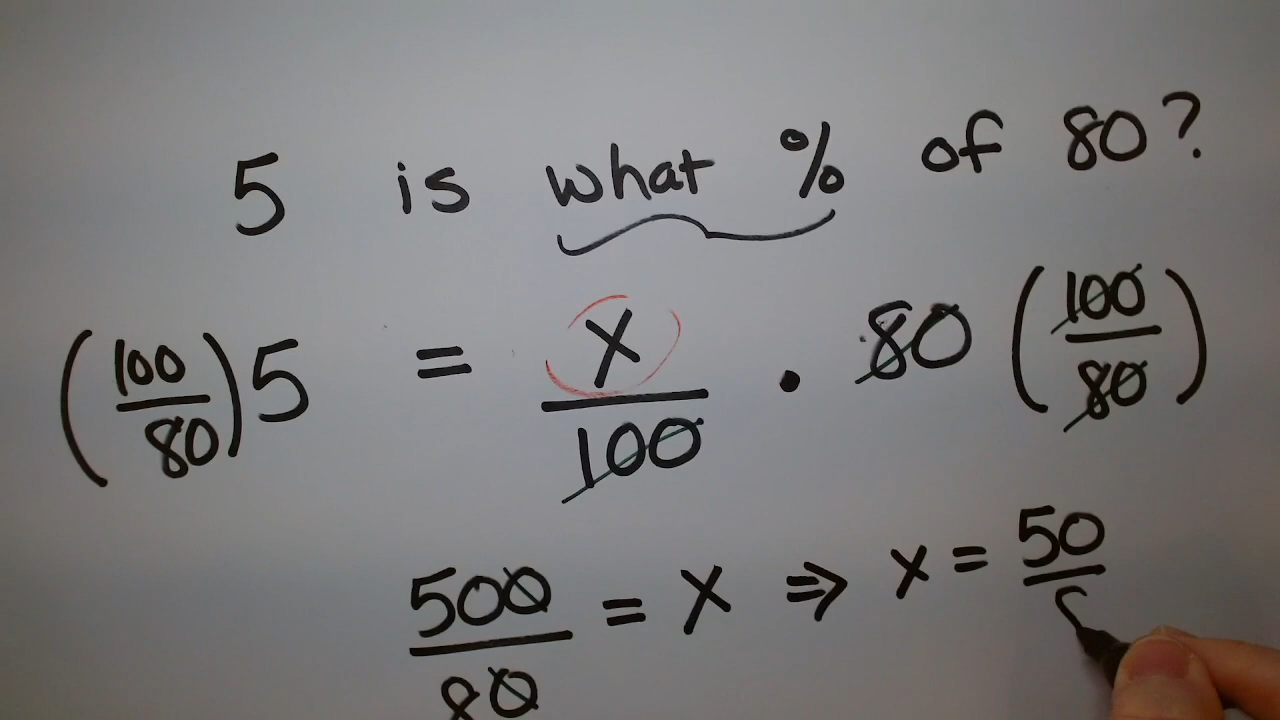 5 is what % of 80?
(100/80)5 = x/100 · 80 (100/80)
500/80 = x ⇒ x = 50/